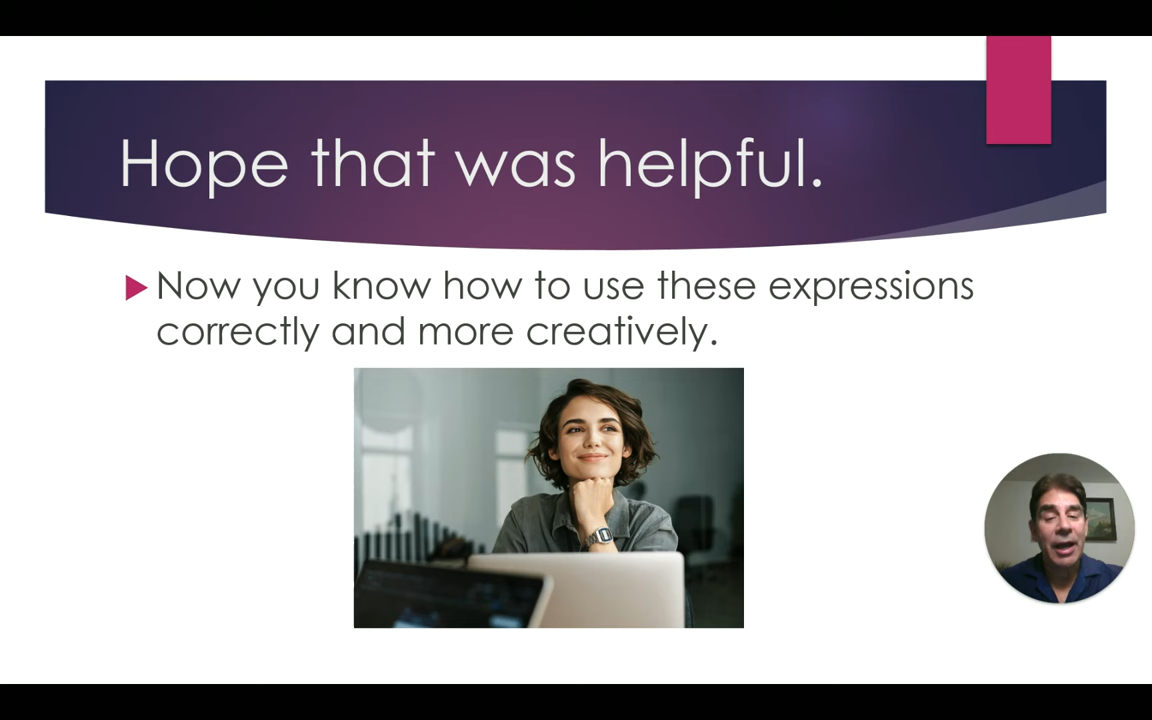 Hope that was helpful.
Now you know how to use these expressions
correctly and more creatively.